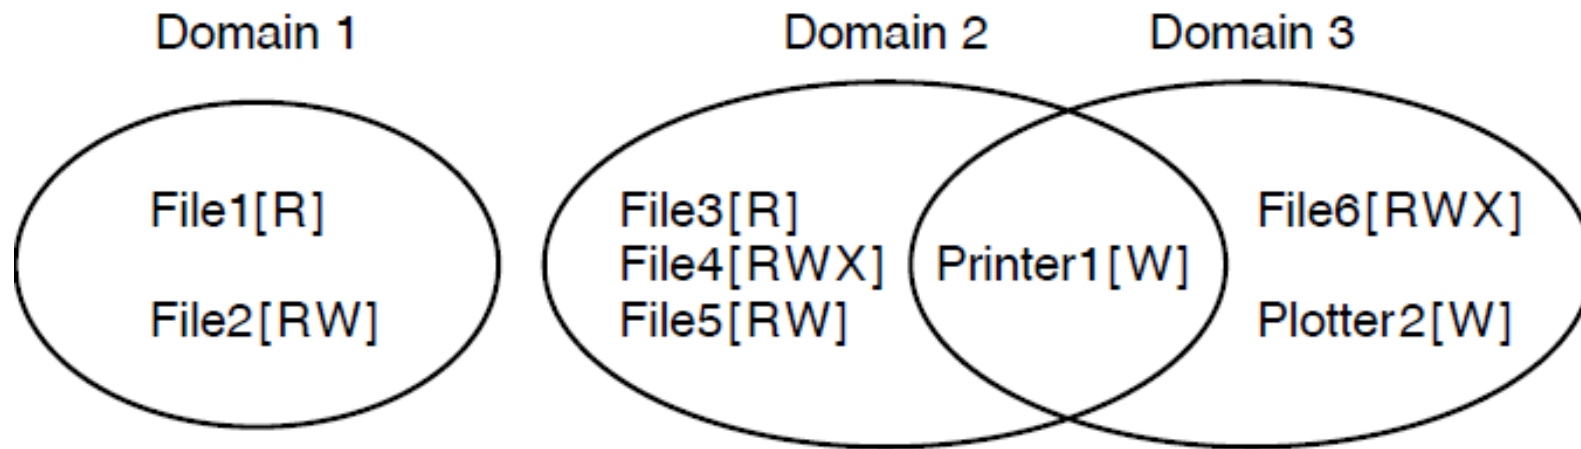 Domain 1
Domain 2
Domain 3
File1[R]
File2[RW]
File3[R]
File4[RWX]
File5[RW]
Printer1[W]
File6[RWX]
Plotter2[W]